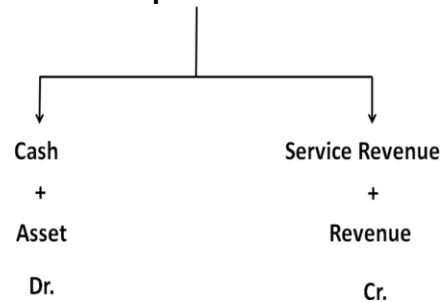 Cash Service Revenue
+ +
Asset Revenue
Dr. Cr.